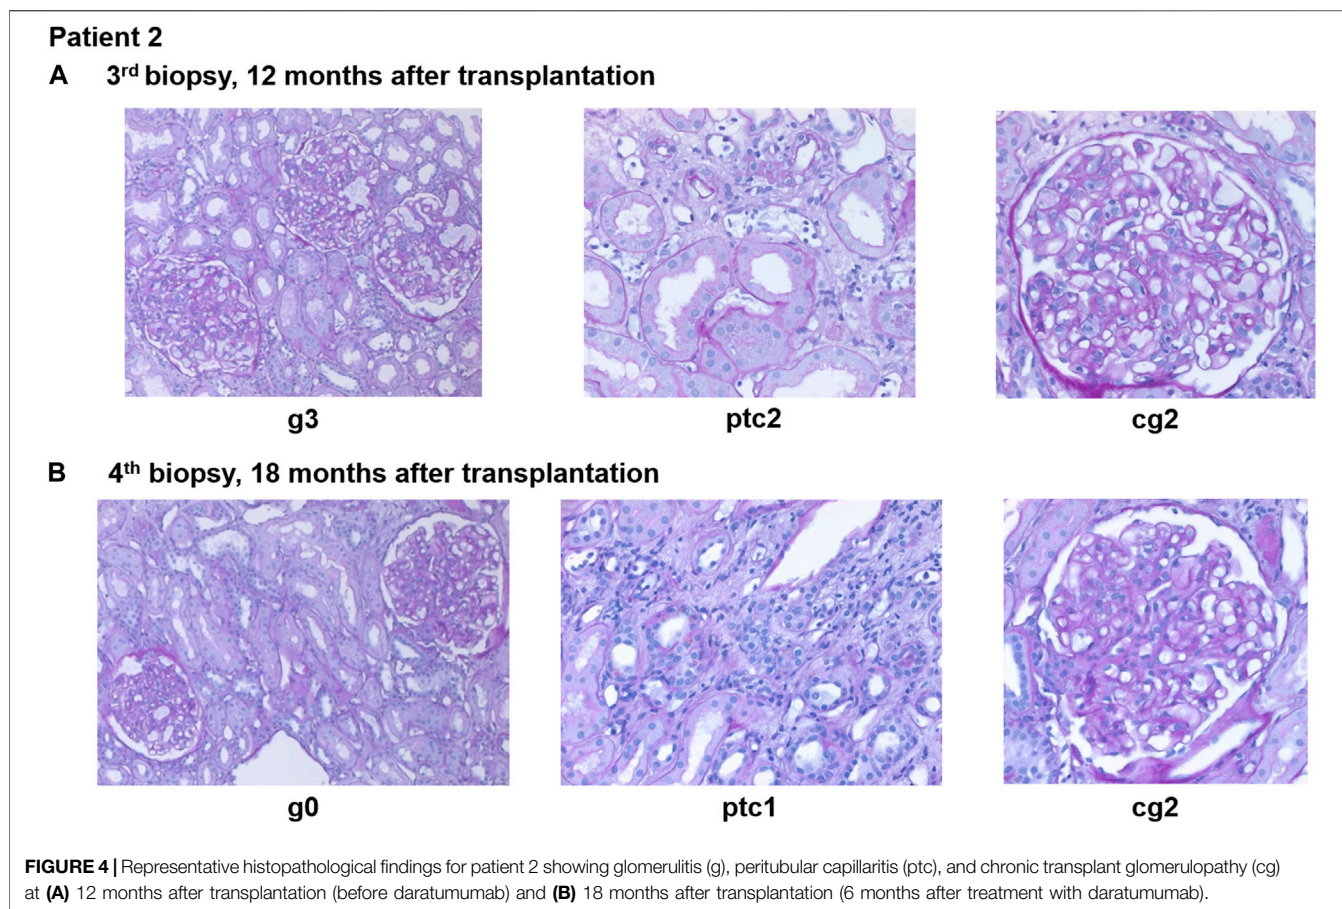 Patient 2
A 3rd biopsy, 12 months after transplantation
g3 ptc2 cg2
B 4th biopsy, 18 months after transplantation
g0 ptc1 cg2
FIGURE 4 | Representative histopathological findings for patient 2 showing glomerulitis (g), peritubular capillaritis (ptc), and chronic transplant glomerulopathy (cg)
at (A) 12 months after transplantation (before daratumumab) and (B) 18 months after transplantation (6 months after treatment with daratumumab).